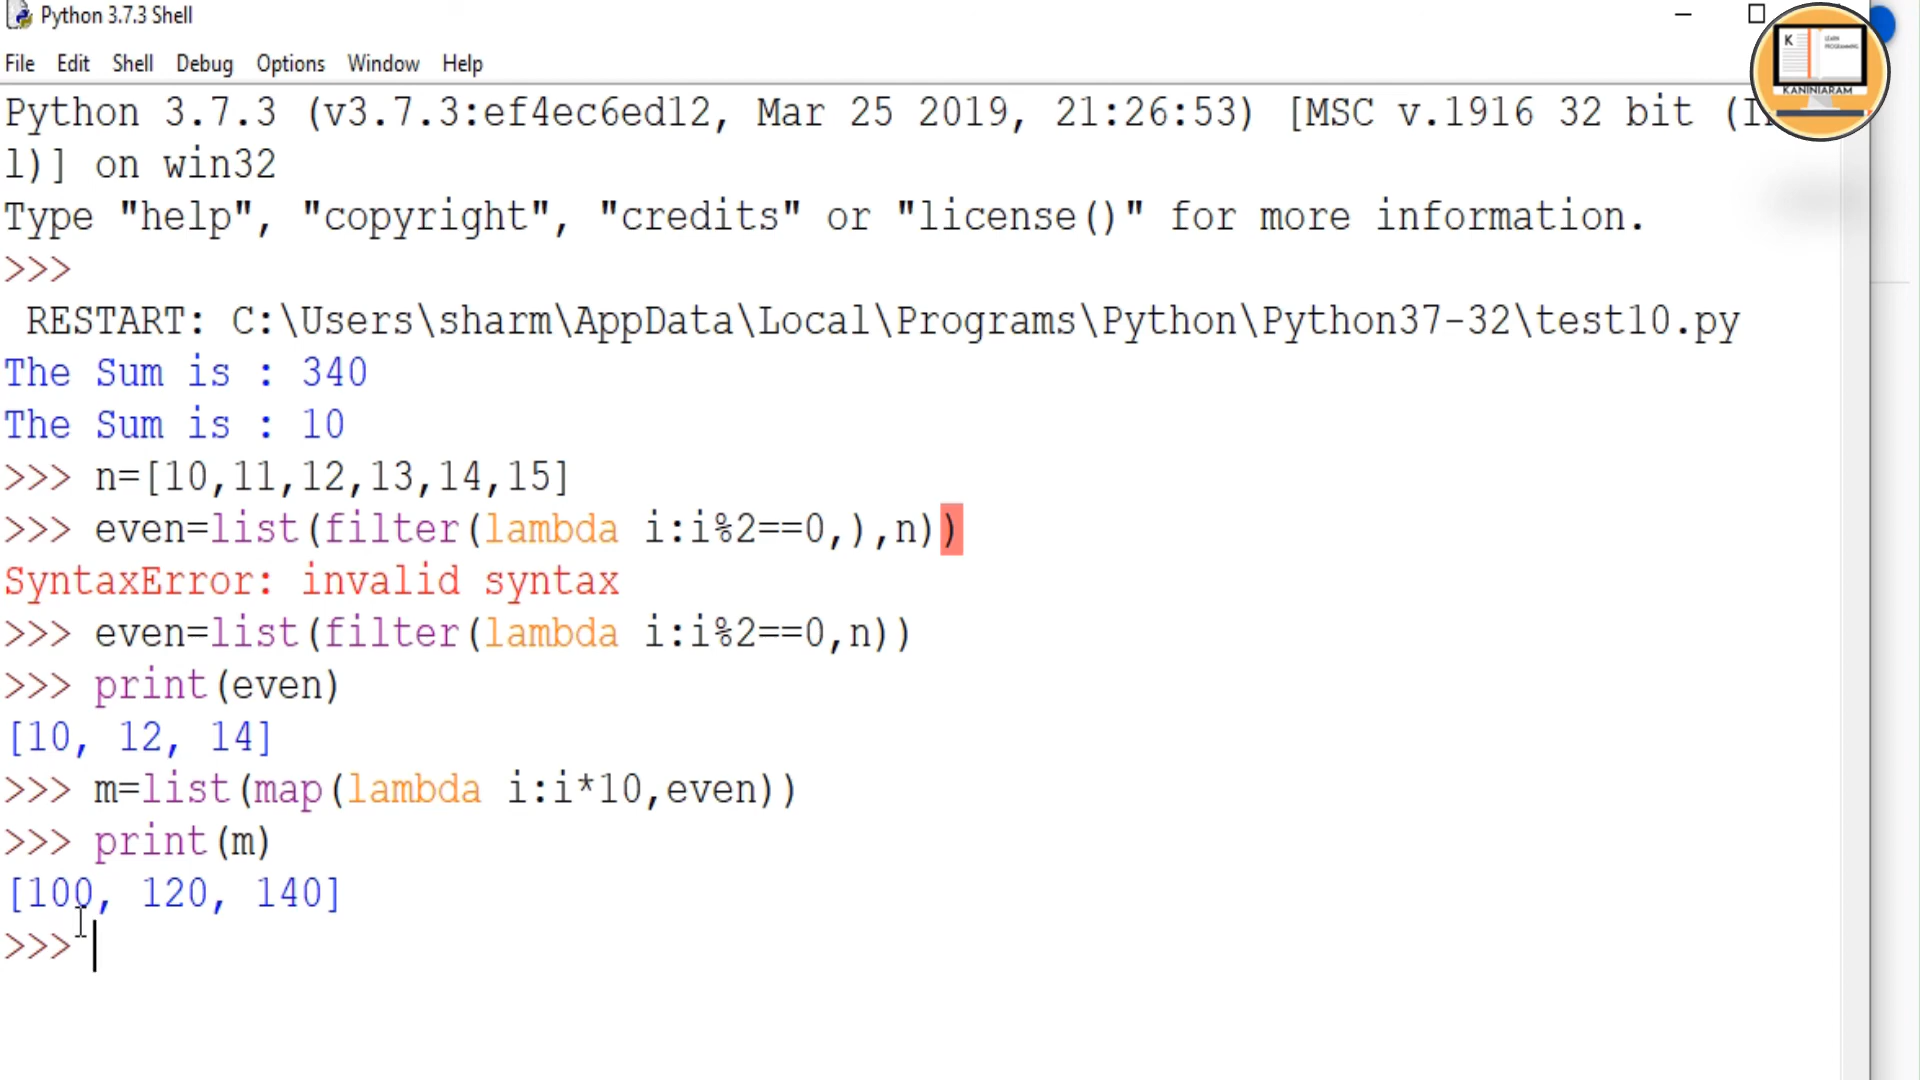 Python 3.7.3 Shell
File Edit Shell Debug Options Window Help
Python 3.7.3 (v3.7.3:ef4ec6ed12, Mar 25 2019, 21:26:53) [MSC v.1916 32 bit (I
l)] on win32
Type "help", "copyright", "credits" or "license()" for more information.
>>>
RESTART: C:\Users\sharm\AppData\Local\Programs\Python\Python37-32\test10.py
The Sum is : 340
The Sum is : 10
>>> n=[10,11,12,13,14,15]
>>> even=list(filter(lambda i:i%2==0,),n))
SyntaxError: invalid syntax
>>> even=list(filter(lambda i:i%2==0,n))
>>> print(even)
[10, 12, 14]
>>> m=list(map(lambda i:i*10,even))
>>> print(m)
[100, 120, 140]
>>>
K
LEARN
PROGRAMMING
KANINIARAM